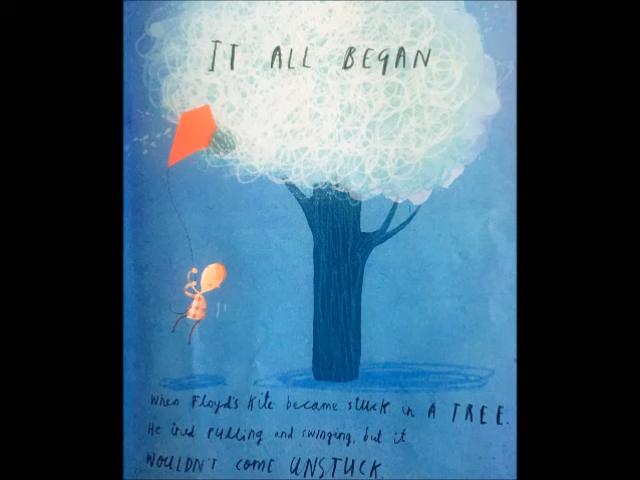 IT ALL BEGAN
when Floyd's Kite became stuck in A TREE.
He tried PULLING and swinging, but it
WOULDN'T come UNSTUCK.